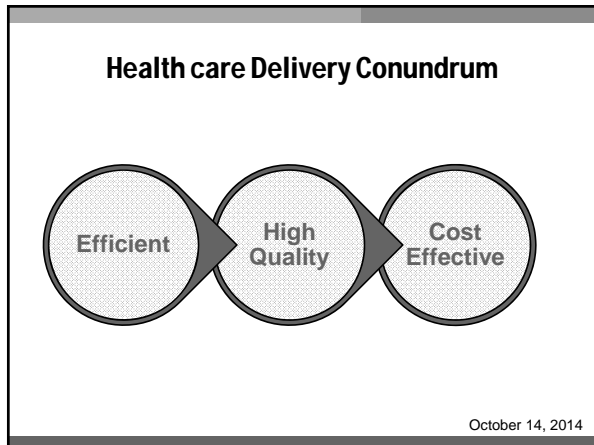 Health care Delivery Conundrum
Efficient
High
Quality
Cost
Effective
October 14, 2014